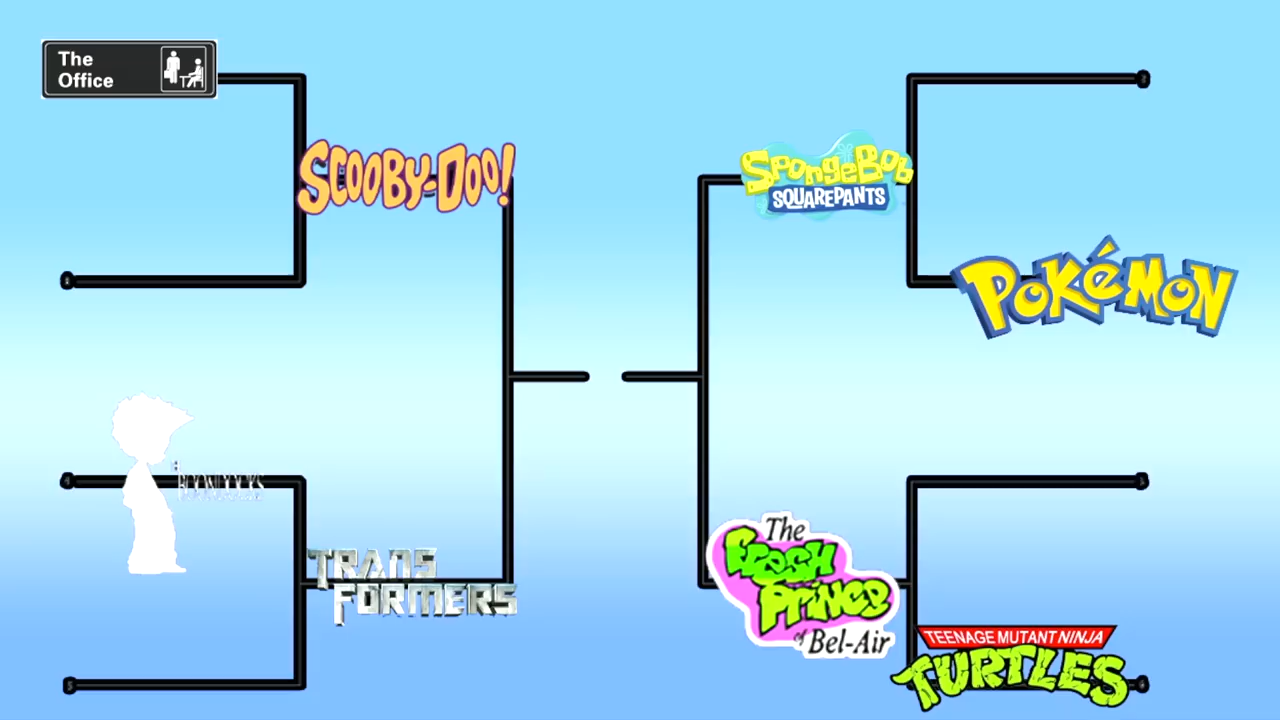 The
Office
SCOOBY-DOO!
SPONGEBOB
SQUAREPANTS
POKéMON
BOONDOCKS
TRANS
FORMERS
The
Fresh
Prince
of Bel-Air
TEENAGE MUTANT NINJA
TURTLES